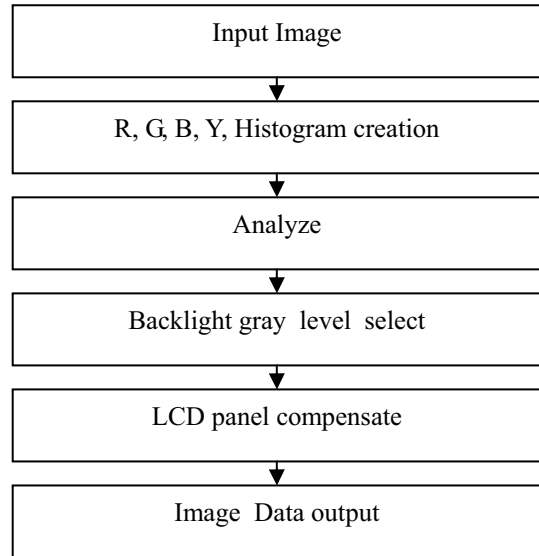 Input Image
R, G, B, Y, Histogram creation
Analyze
Backlight gray level select
LCD panel compensate
Image Data output